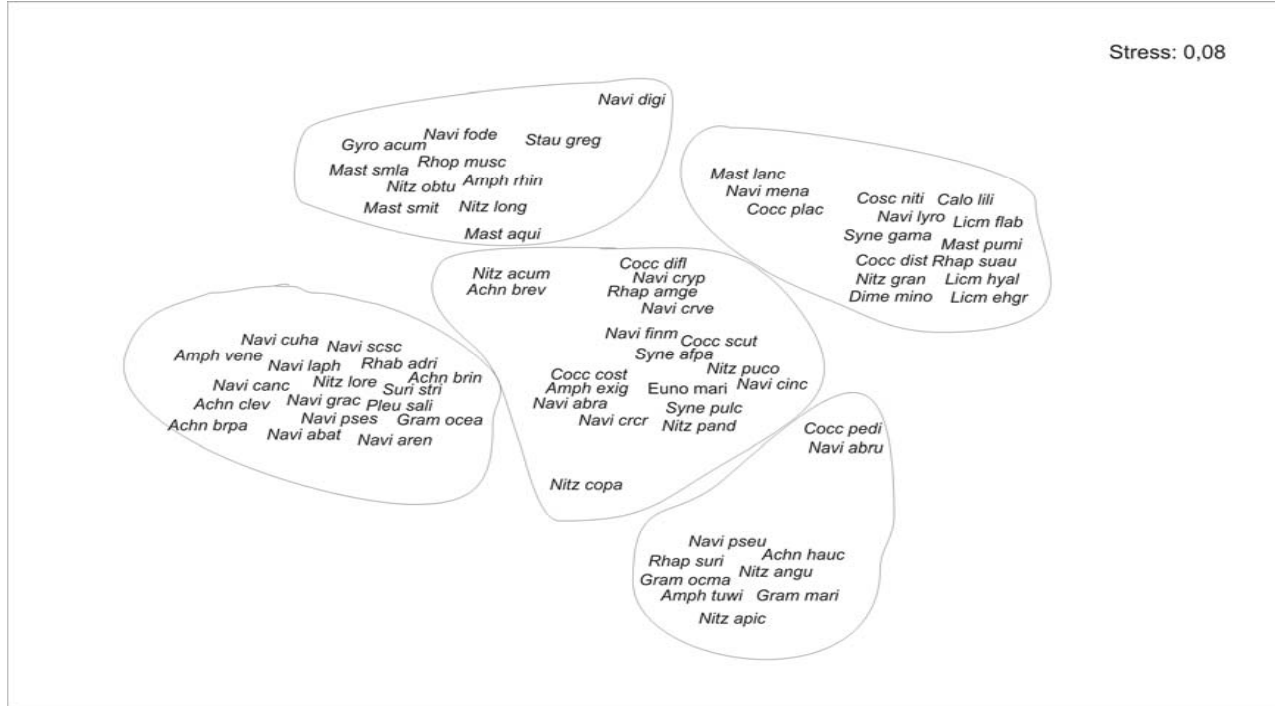 Stress: 0,08
Navi digi
Navi fode
Stau greg
Gyro acum
Rhop musc
Mast smla
Amph rhin
Nitz obtu
Mast smit
Nitz long
Mast aqui
Mast lanc
Navi mena
Cocc plac
Cosc niti
Calo lili
Navi lyro
Licm flab
Syne gama
Mast pumi
Cocc dist
Rhap suau
Nitz gran
Licm hyal
Dime mino
Licm ehgr
Nitz acum
Achn brev
Cocc difl
Navi cryp
Rhap amge
Navi crve
Navi finm
Cocc scut
Syne afpa
Nitz puco
Cocc cost
Navi cinc
Amph exig
Euno mari
Navi abra
Syne pulc
Navi crcr
Nitz pand
Nitz copa
Navi cuha
Navi scsc
Amph vene
Navi laph
Rhab adri
Achn brin
Navi canc
Nitz lore
Suri stri
Achn clev
Navi grac
Pleu sali
Navi pses
Gram ocea
Achn brpa
Navi abat
Navi aren
Cocc pedi
Navi abru
Navi pseu
Achn hauc
Rhap suri
Nitz angu
Gram ocma
Amph tuwi
Gram mari
Nitz apic